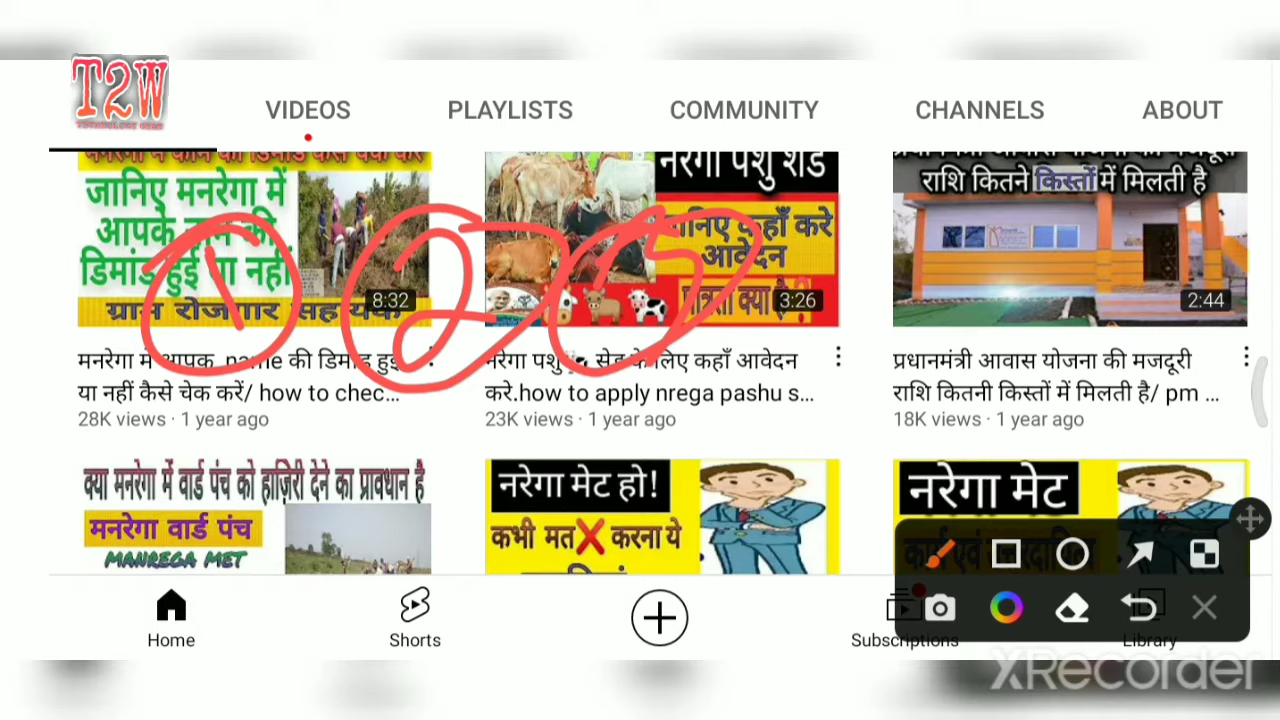 T2W
VIDEOS
PLAYLISTS
COMMUNITY
CHANNELS
ABOUT
जानिए मनरेगा में
आपके काम की
डिमांड हुई या नहीं
ग्राम रोजगार सहायक
8:32
नरेगा पशु शेड
जानिए कहाँ करे
आवेदन
पात्रता क्या है ?
3:26
राशि कितने किस्तों में मिलती है
2:44
1
2
3
मनरेगा में आपक name की डिमांड हुई
या नहीं कैसे चेक करें/ how to chec...
28K views · 1 year ago
नरेगा पशु सेड के लिए कहाँ आवेदन
करे.how to apply nrega pashu s...
23K views · 1 year ago
प्रधानमंत्री आवास योजना की मजदूरी
राशि कितनी किस्तों में मिलती है/ pm ...
18K views · 1 year ago
क्या मनरेगा में वार्ड पंच को हाज़िरी देने का प्रावधान है
मनरेगा वार्ड पंच
MANREGA MET
नरेगा मेट हो!
कभी मत❌ करना ये
नरेगा मेट
Home
Shorts
Subscriptions
Library
XRecorder